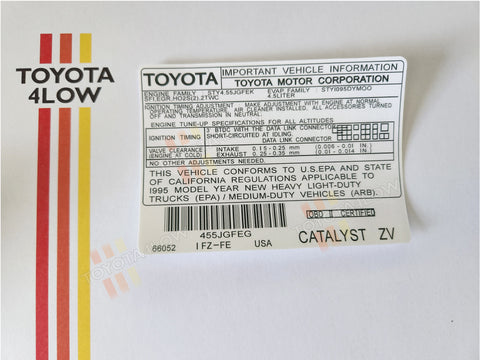 TOYOTA
4LOW
TOYOTA
IMPORTANT VEHICLE INFORMATION
TOYOTA MOTOR CORPORATION
ENGINE FAMILY STY4.55JGFEK EVAP FAMILY STY1095DYMOO
SFI,EGR,HO2S(2),2TWC 4.5LITER
IGNITION TIMING ADJUSTMENT MAKE ADJUSTMENT WITH ENGINE AT NORMAL
OPERATING TEMPERATURE, AIR CLEANER INSTALLED, ALL ACCESSORIES TURNED
OFF AND TRANSMISSION IN NEUTRAL.
ENGINE TUNE-UP SPECIFICATIONS FOR ALL ALTITUDES
IGNITION TIMING
3° BTDC WITH THE DATA LINK CONNECTOR
SHORT-CIRCUITED AT IDLING.
DATA LINK CONNECTOR
VALVE CLEARANCE
(ENGINE AT COLD)
INTAKE 0.15 - 0.25 mm (0.006 - 0.01 IN.)
EXHAUST 0.25 - 0.35 mm (0.01 - 0.014 IN.)
NO OTHER ADJUSTMENTS NEEDED.
THIS VEHICLE CONFORMS TO U.S.EPA AND STATE
OF CALIFORNIA REGULATIONS APPLICABLE TO
1995 MODEL YEAR NEW HEAVY LIGHT-DUTY
TRUCKS (EPA) / MEDIUM-DUTY VEHICLES (ARB).
OBD II CERTIFIED
455JGFEG
66052 1FZ-FE USA
CATALYST ZV
TOYOTA 4LOW